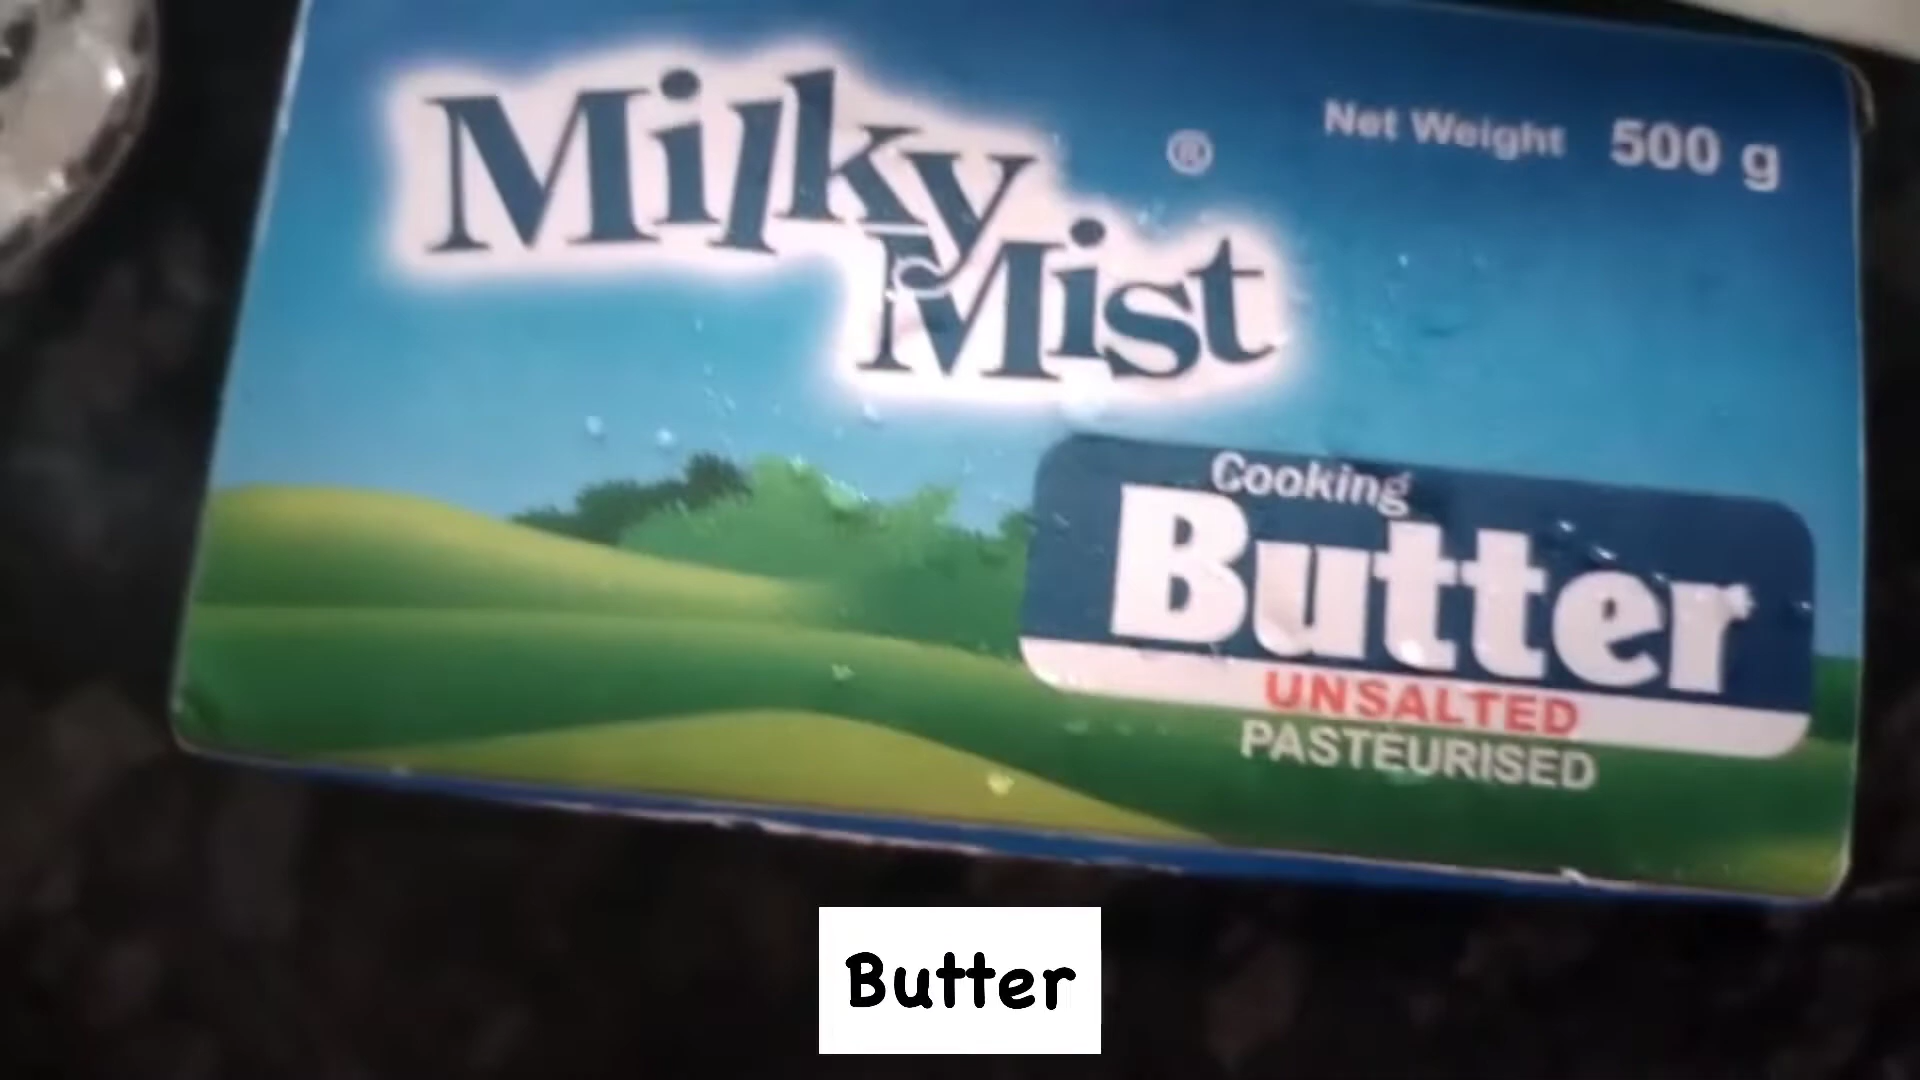 Milky
Mist
®
Net Weight 500 g
Cooking
Butter
UNSALTED
PASTEURISED
Butter